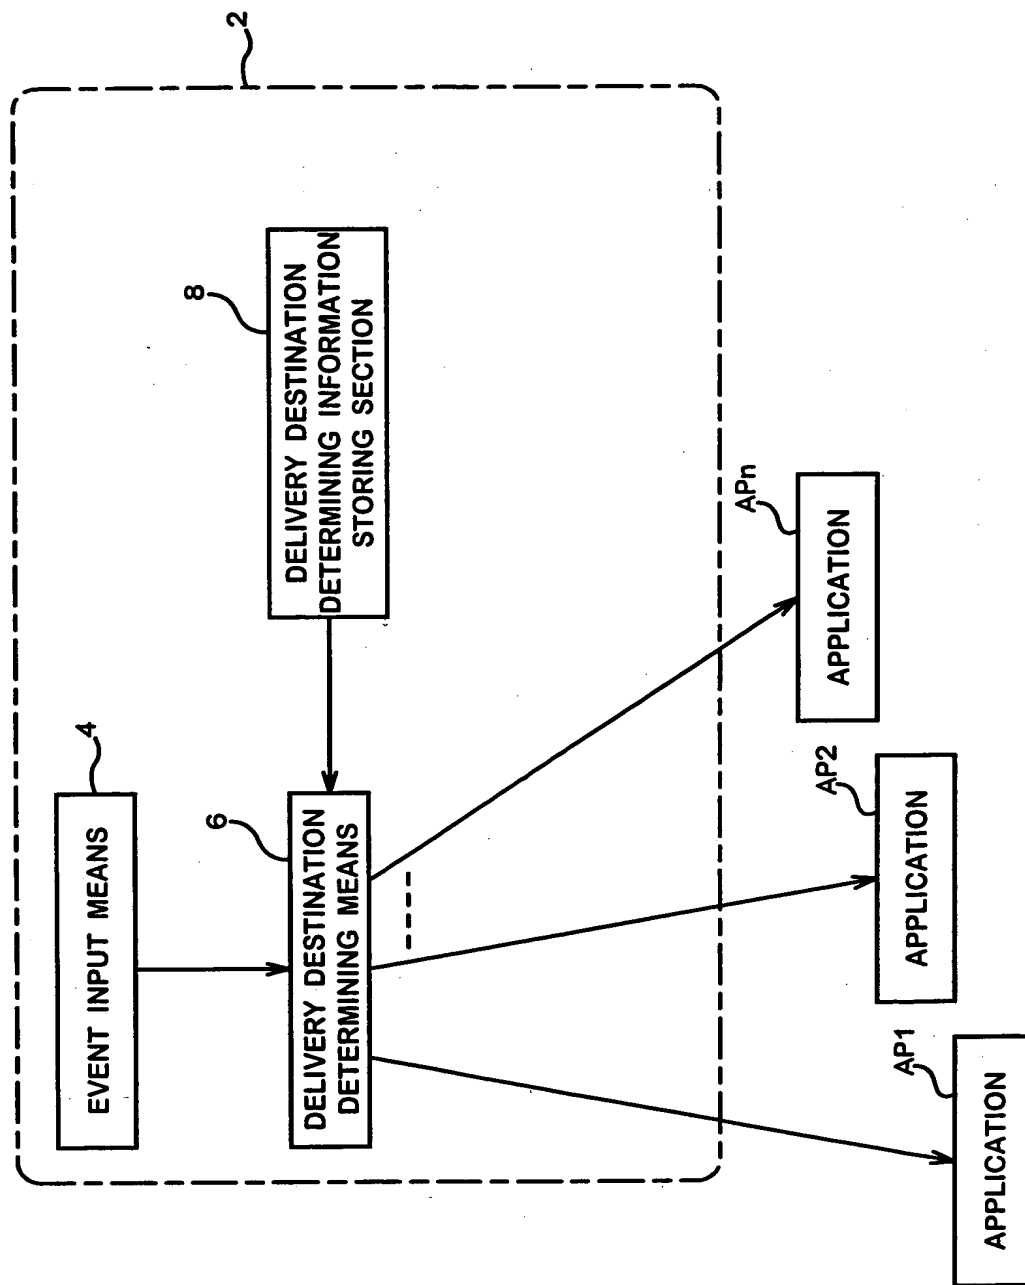 2
4
EVENT INPUT MEANS
6
DELIVERY DESTINATION
DETERMINING MEANS
8
DELIVERY DESTINATION
DETERMINING INFORMATION
STORING SECTION
AP1
APPLICATION
AP2
APPLICATION
APn
APPLICATION